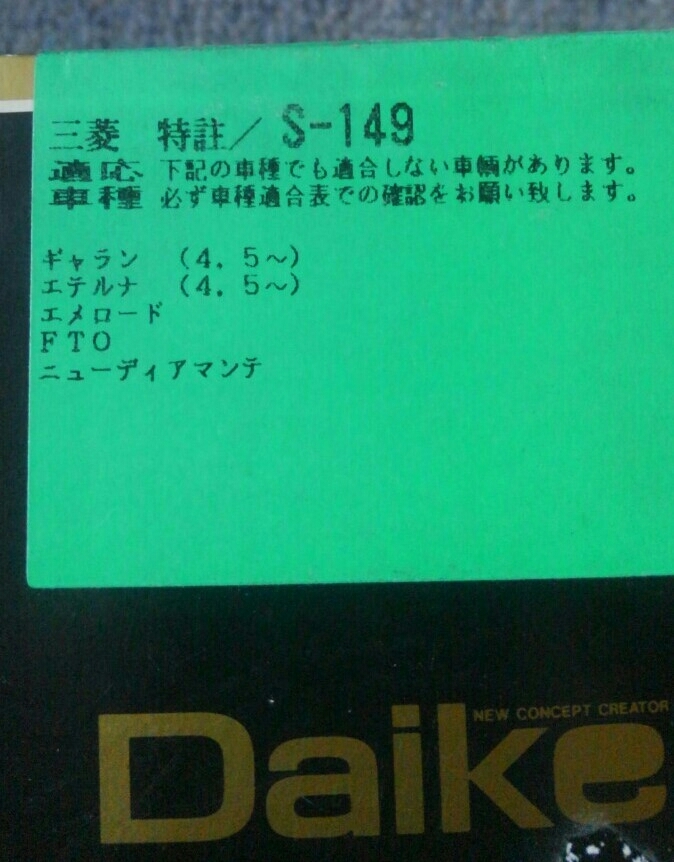 三菱 特註／ S-149
適応 下記の車種でも適合しない車輌があります。
車種 必ず車種適合表での確認をお願い致します。
ギャラン (4.5～)
エテルナ (4.5～)
エメロード
FTO
ニューディアマンテ
NEW CONCEPT CREATOR
Daike